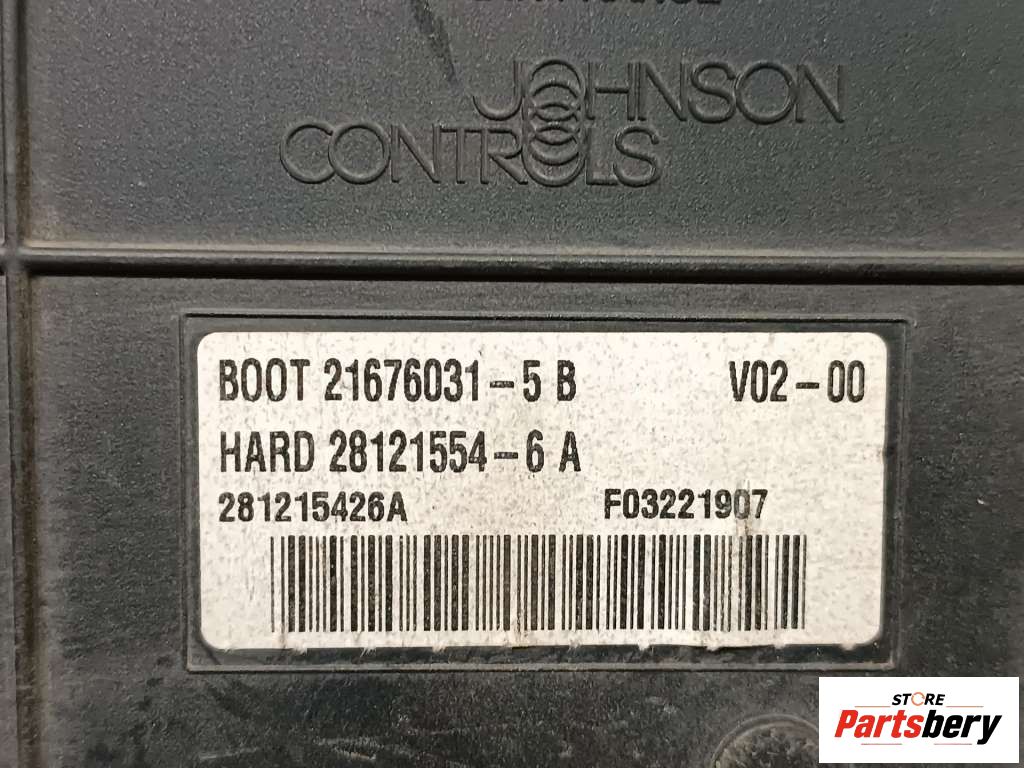 JOHNSON
CONTROLS
BOOT 21676031-5 B V02-00
HARD 28121554-6 A
281215426A F03221907
STORE
Partsbery